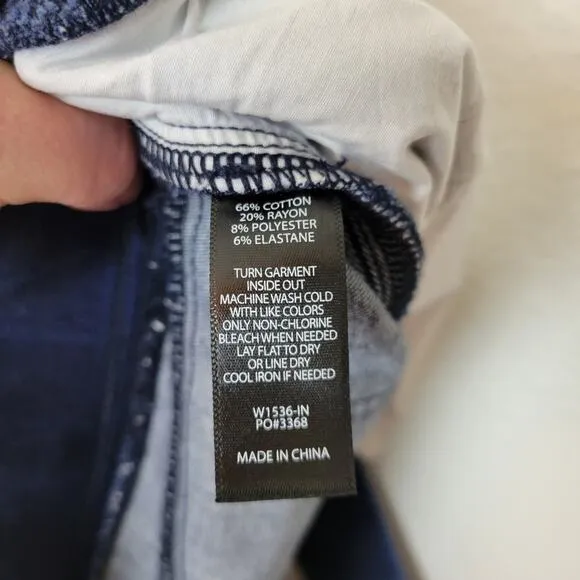 66% COTTON
20% RAYON
8% POLYESTER
6% ELASTANE
TURN GARMENT
INSIDE OUT
MACHINE WASH COLD
WITH LIKE COLORS
ONLY NON-CHLORINE
BLEACH WHEN NEEDED
LAY FLAT TO DRY
OR LINE DRY
COOL IRON IF NEEDED
W1536-IN
PO#3368
MADE IN CHINA